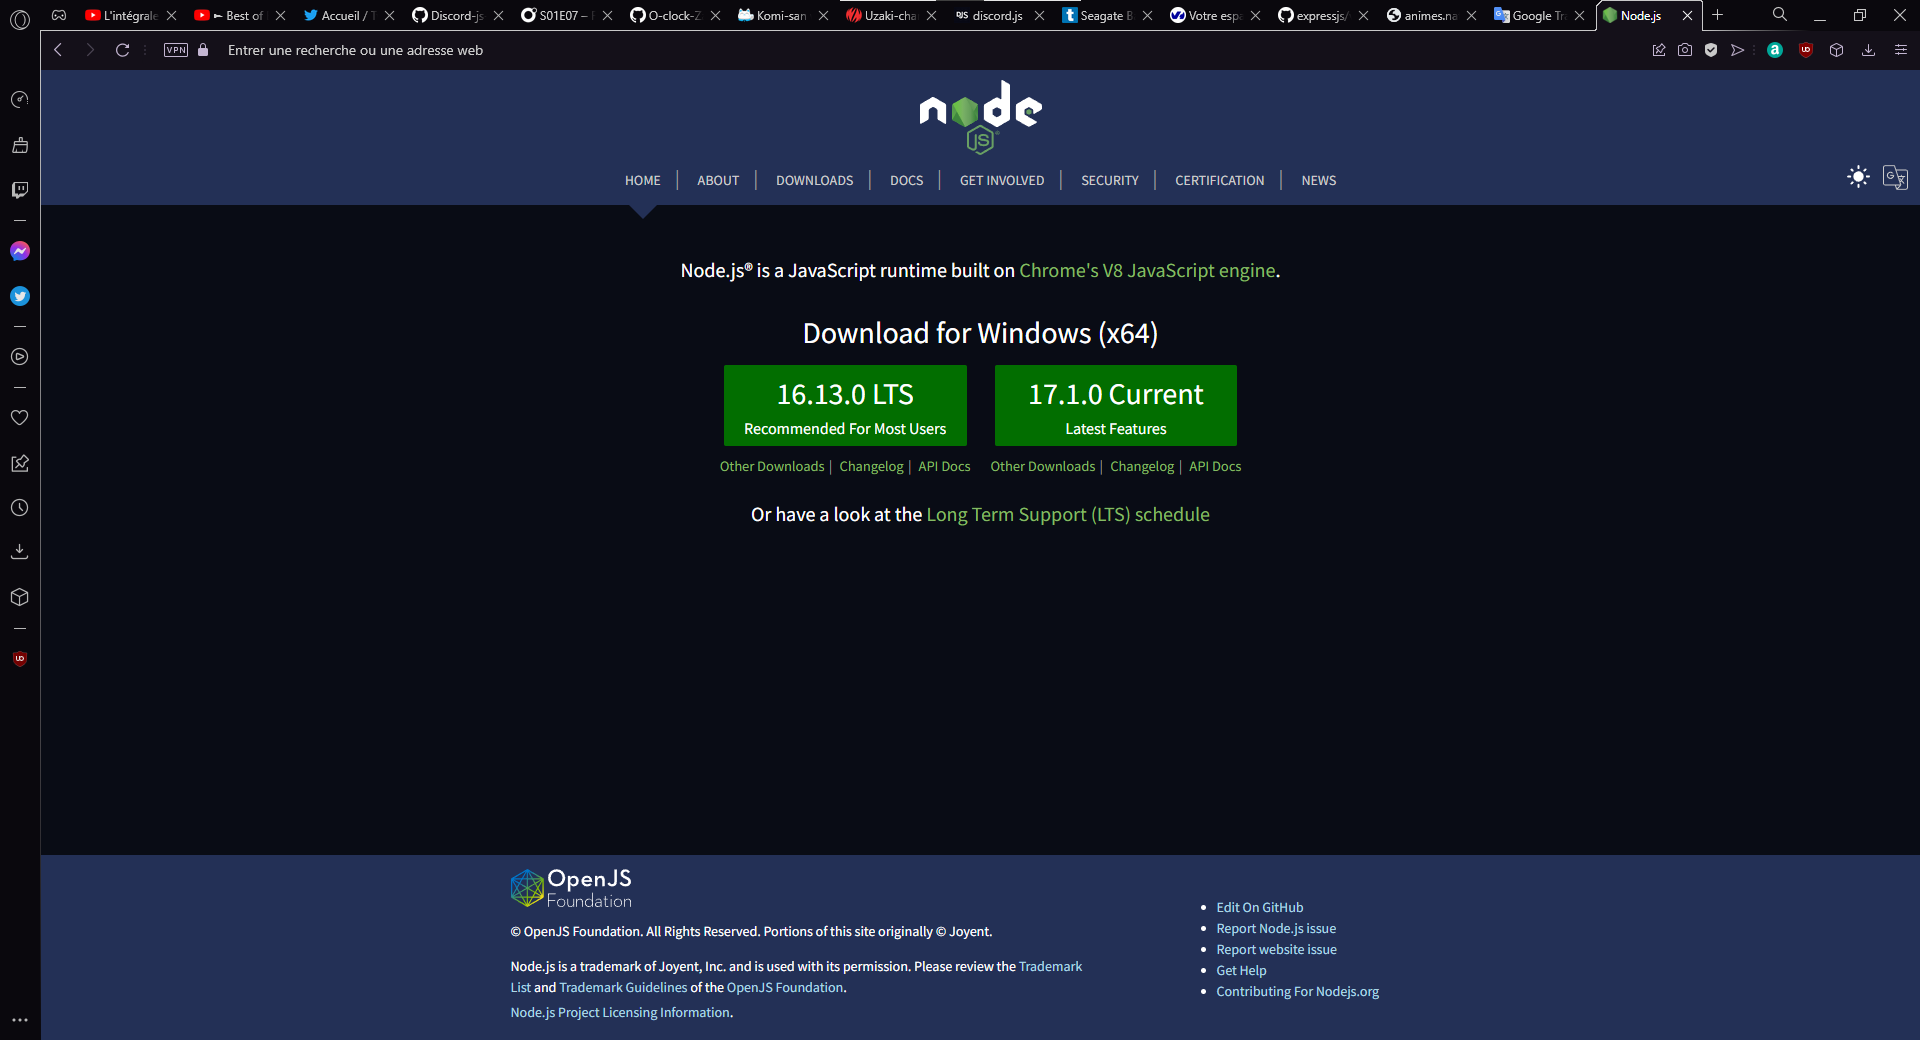 L'intégrale
► Best of
Accueil / T
Discord-js
S01E07 –
O-clock-Z
Komi-san
Uzaki-cha
DJS discord.js
Seagate B
Votre esp
expressjs/
animes.na
Google Tra
Node.js
VPN
Entrer une recherche ou une adresse web
node
JS
HOME
ABOUT
DOWNLOADS
DOCS
GET INVOLVED
SECURITY
CERTIFICATION
NEWS
Node.js® is a JavaScript runtime built on Chrome's V8 JavaScript engine.
Download for Windows (x64)
16.13.0 LTS
Recommended For Most Users
17.1.0 Current
Latest Features
Other Downloads | Changelog | API Docs
Other Downloads | Changelog | API Docs
Or have a look at the Long Term Support (LTS) schedule
OpenJS
Foundation
© OpenJS Foundation. All Rights Reserved. Portions of this site originally © Joyent.
Node.js is a trademark of Joyent, Inc. and is used with its permission. Please review the Trademark
List and Trademark Guidelines of the OpenJS Foundation.
Node.js Project Licensing Information.
Edit On GitHub
Report Node.js issue
Report website issue
Get Help
Contributing For Nodejs.org